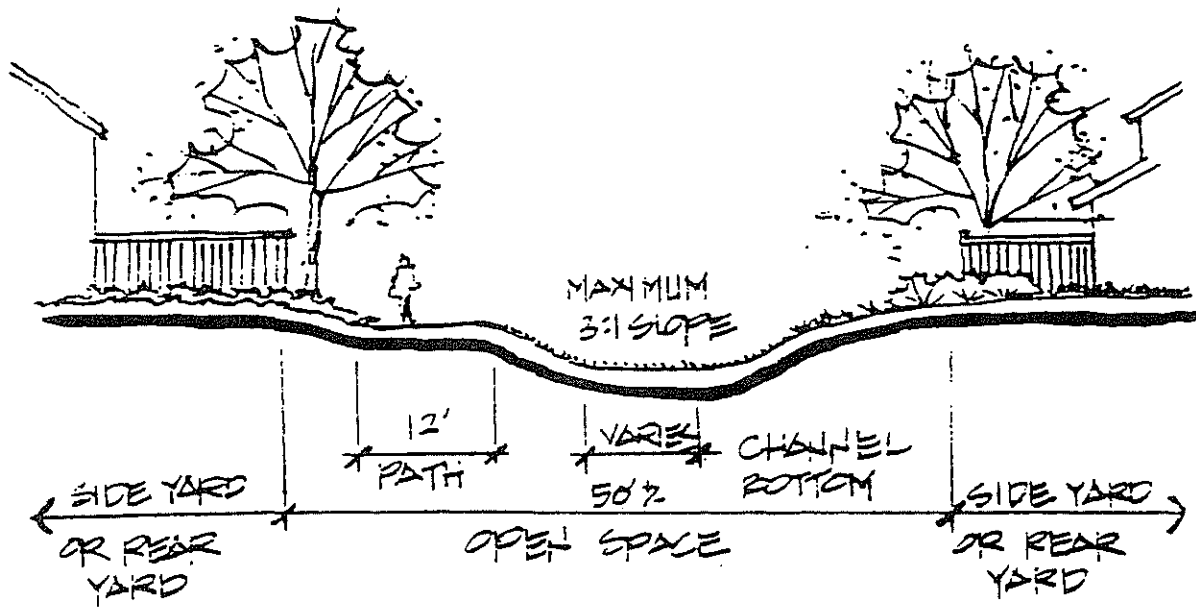 MAXIMUM
3:1 SLOPE
12'
PATH
VARIES
CHANNEL
BOTTOM
SIDE YARD
OR REAR
YARD
50'±
OPEN SPACE
SIDE YARD
OR REAR
YARD